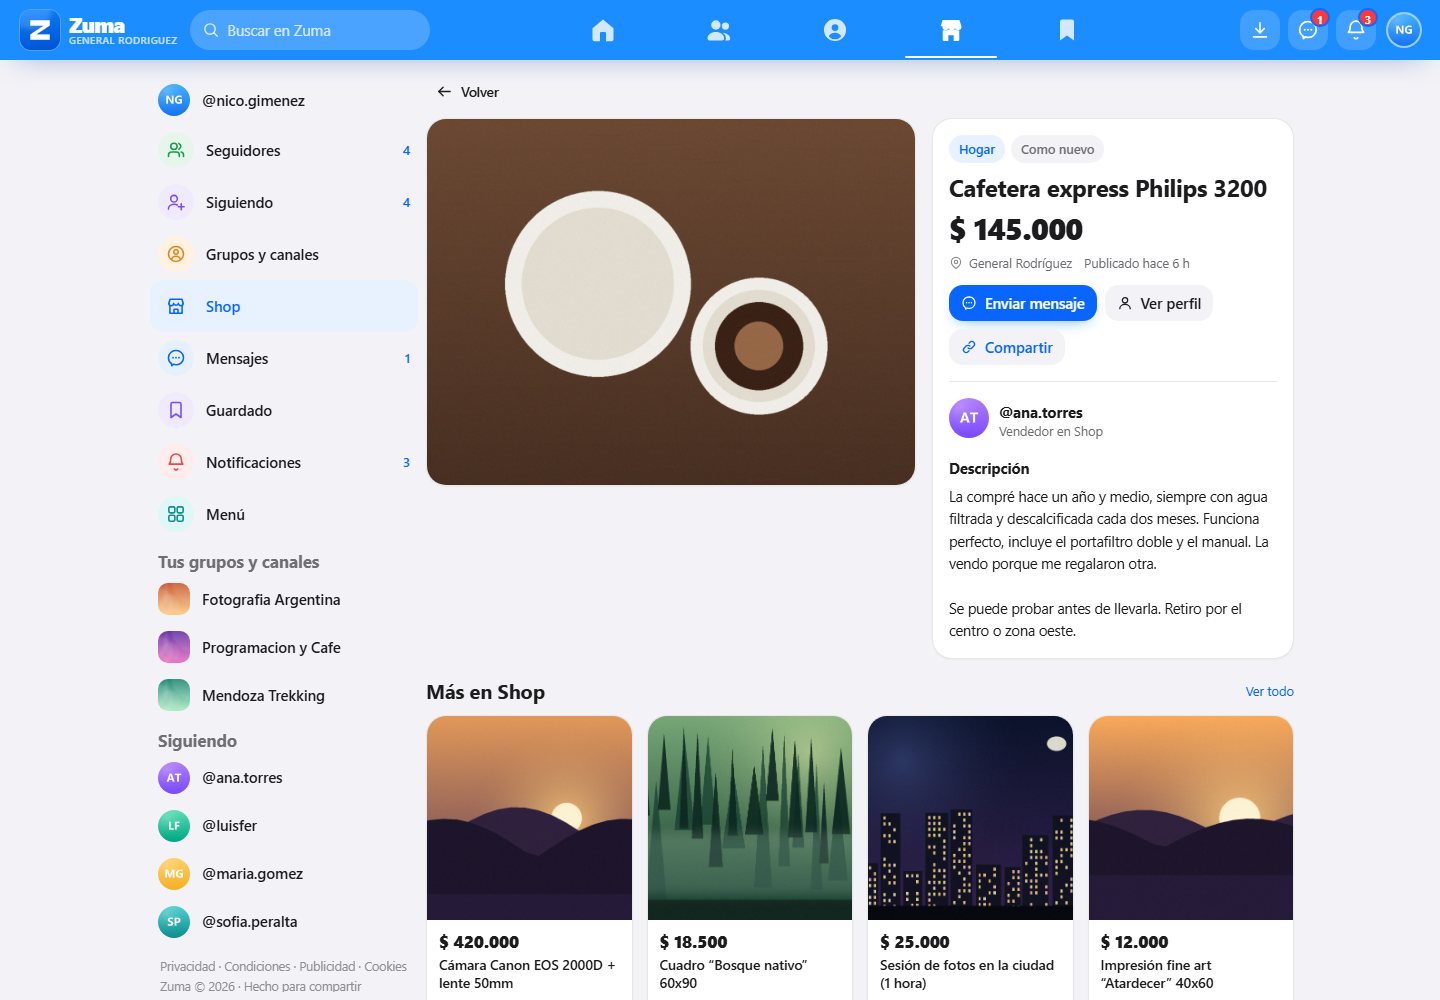 Z
Zuma
GENERAL RODRIGUEZ
Buscar en Zuma
1
3
NG
NG
@nico.gimenez
Seguidores 4
Siguiendo 4
Grupos y canales
Shop
Mensajes 1
Guardado
Notificaciones 3
Menú
Tus grupos y canales
Fotografia Argentina
Programacion y Cafe
Mendoza Trekking
Siguiendo
AT @ana.torres
LF @luisfer
MG @maria.gomez
SP @sofia.peralta
Privacidad · Condiciones · Publicidad · Cookies
Zuma © 2026 · Hecho para compartir
Volver
Hogar Como nuevo
Cafetera express Philips 3200
$ 145.000
General Rodríguez Publicado hace 6 h
Enviar mensaje Ver perfil
Compartir
AT @ana.torres
Vendedor en Shop
Descripción
La compré hace un año y medio, siempre con agua
filtrada y descalcificada cada dos meses. Funciona
perfecto, incluye el portafiltro doble y el manual. La
vendo porque me regalaron otra.
Se puede probar antes de llevarla. Retiro por el
centro o zona oeste.
Más en Shop Ver todo
$ 420.000
Cámara Canon EOS 2000D +
lente 50mm
$ 18.500
Cuadro “Bosque nativo”
60x90
$ 25.000
Sesión de fotos en la ciudad
(1 hora)
$ 12.000
Impresión fine art
“Atardecer” 40x60